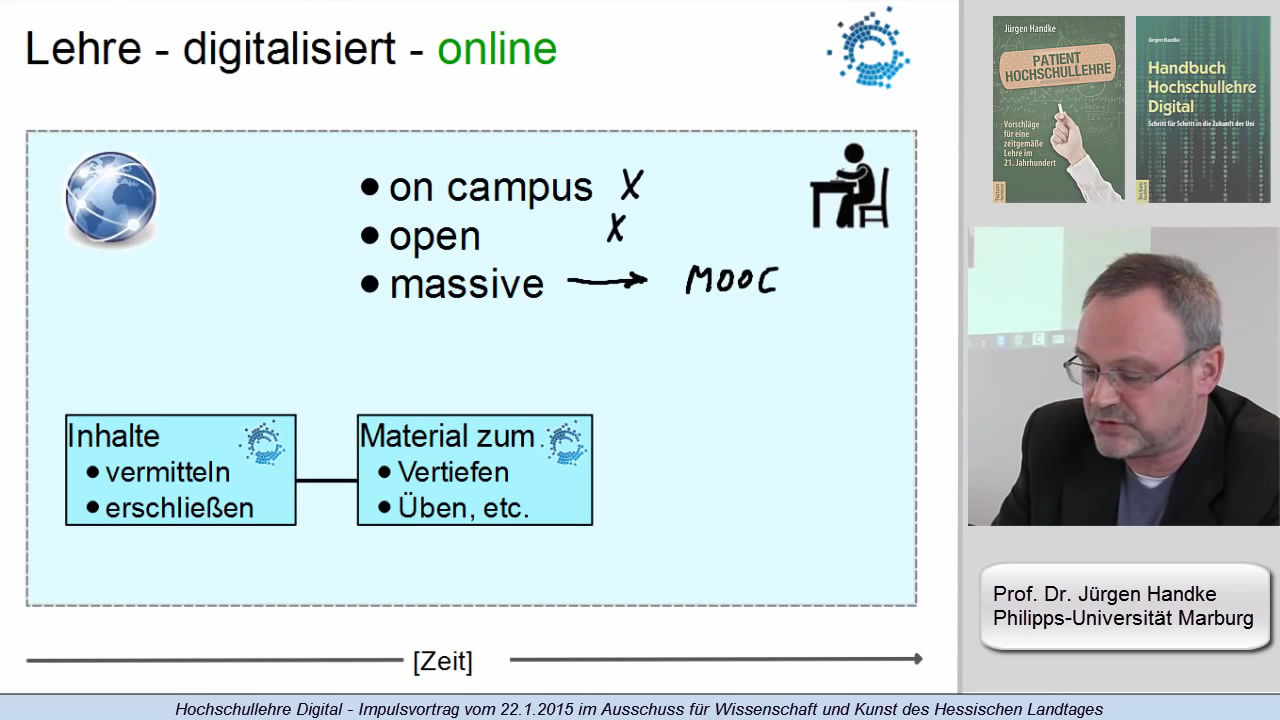 Lehre - digitalisiert - online
• on campus X
• open X
• massive → MOOC
Inhalte
• vermitteln
• erschließen
Material zum
• Vertiefen
• Üben, etc.
[Zeit]
Jürgen Handke
PATIENT
HOCHSCHULLEHRE
Vorschläge
für eine
zeitgemäße
Lehre im
21. Jahrhundert
Jürgen Handke
Handbuch
Hochschullehre
Digital
Schritt für Schritt in die Zukunft der Uni
Prof. Dr. Jürgen Handke
Philipps-Universität Marburg
Hochschullehre Digital - Impulsvortrag vom 22.1.2015 im Ausschuss für Wissenschaft und Kunst des Hessischen Landtages